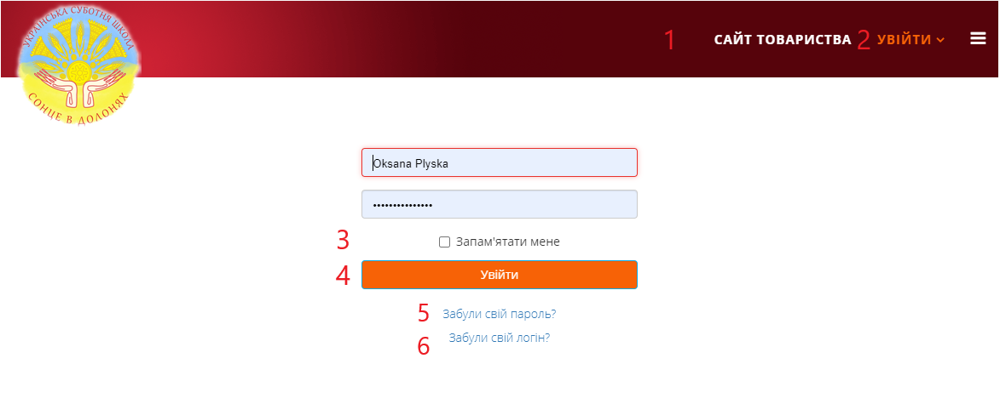 УКРАЇНСЬКА СУБОТНЯ ШКОЛА
СОНЦЕ В ДОЛОНЯХ
1 САЙТ ТОВАРИСТВА 2 УВІЙТИ
Oksana Plyska
•••••••••••••••
3 Запам'ятати мене
4 Увійти
5 Забули свій пароль?
6 Забули свій логін?